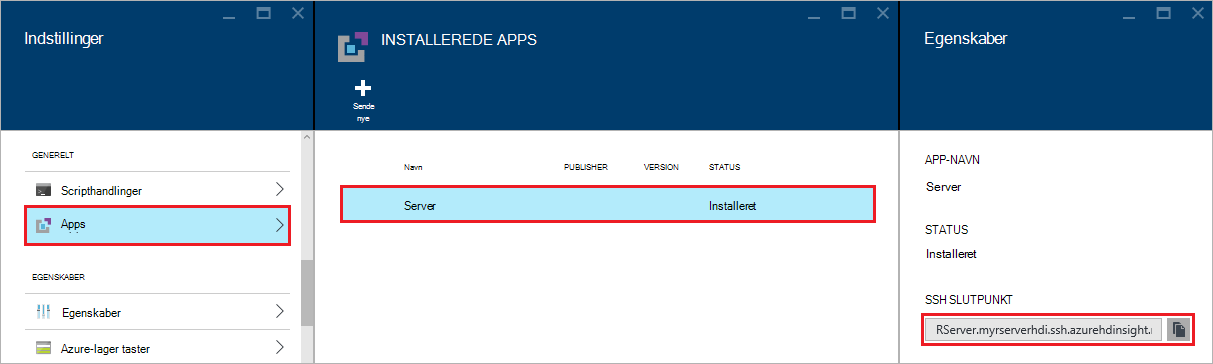 Indstillinger
GENERELT
Scripthandlinger
Apps
EGENSKABER
Egenskaber
Azure-lager taster
INSTALLEREDE APPS
Sende
nye
Navn PUBLISHER VERSION STATUS
Server Installeret
Egenskaber
APP-NAVN
Server
STATUS
Installeret
SSH SLUTPUNKT
RServer.myrserverhdi.ssh.azurehdinsight.